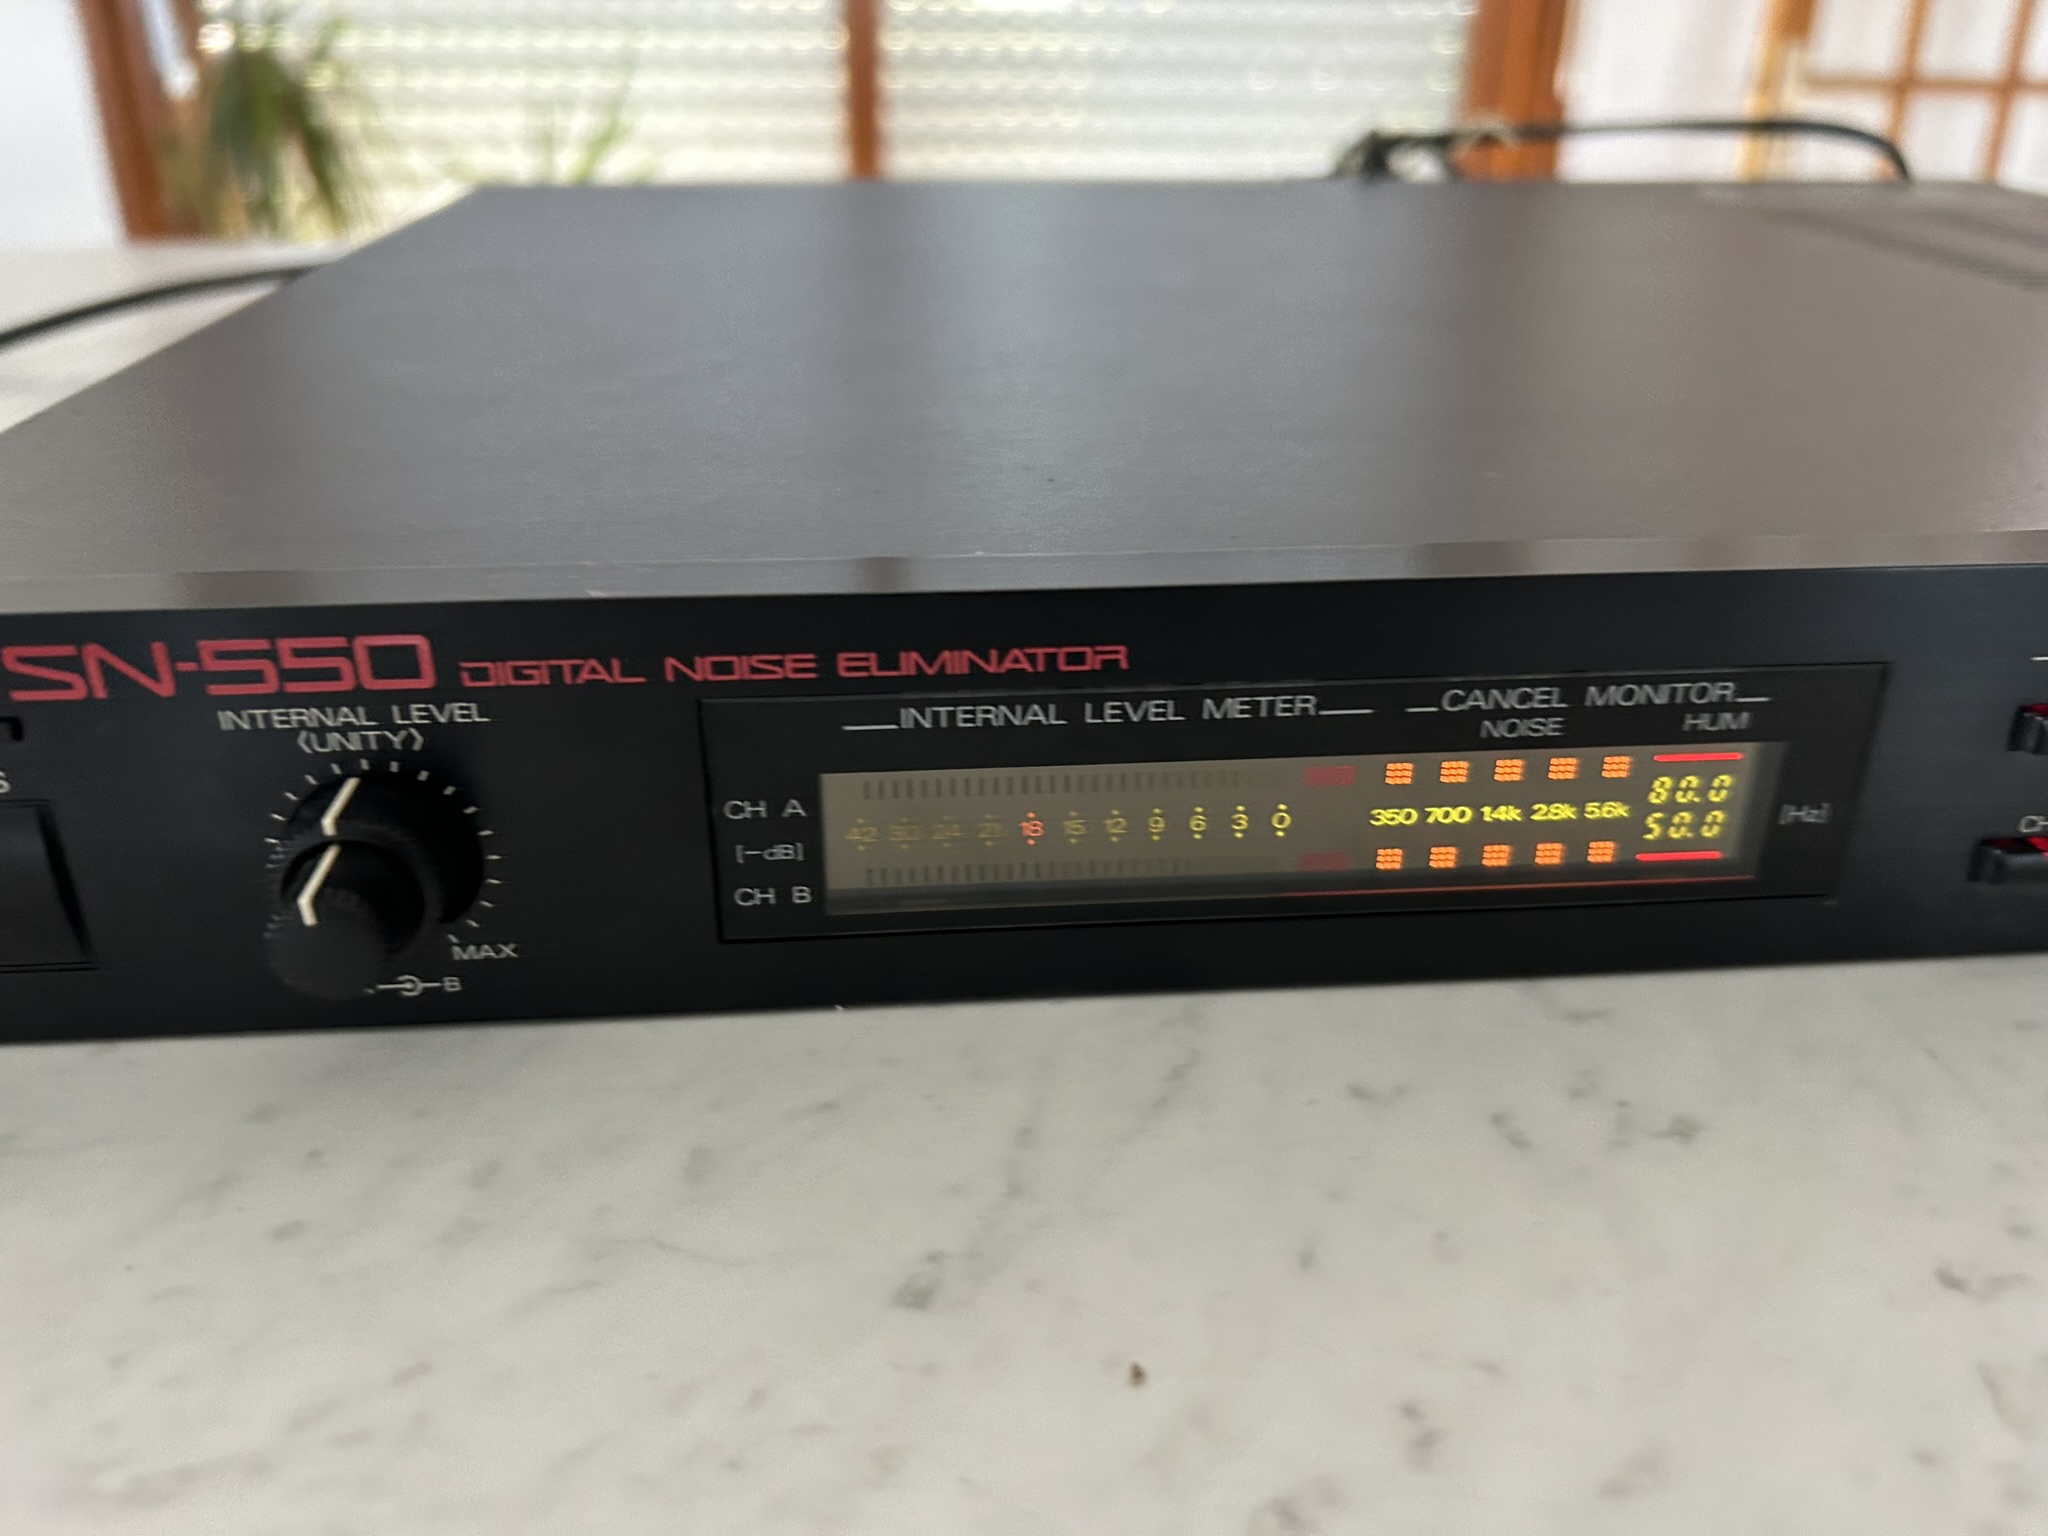 SN-550 DIGITAL NOISE ELIMINATOR
INTERNAL LEVEL
(UNITY)
MAX
B
INTERNAL LEVEL METER
CANCEL MONITOR
NOISE
HUM
CH A
[-dB]
CH B
42 30 24 21 18 15 12 9 6 3 0
350 700 1.4k 2.8k 5.6k
80.0
50.0
[Hz]